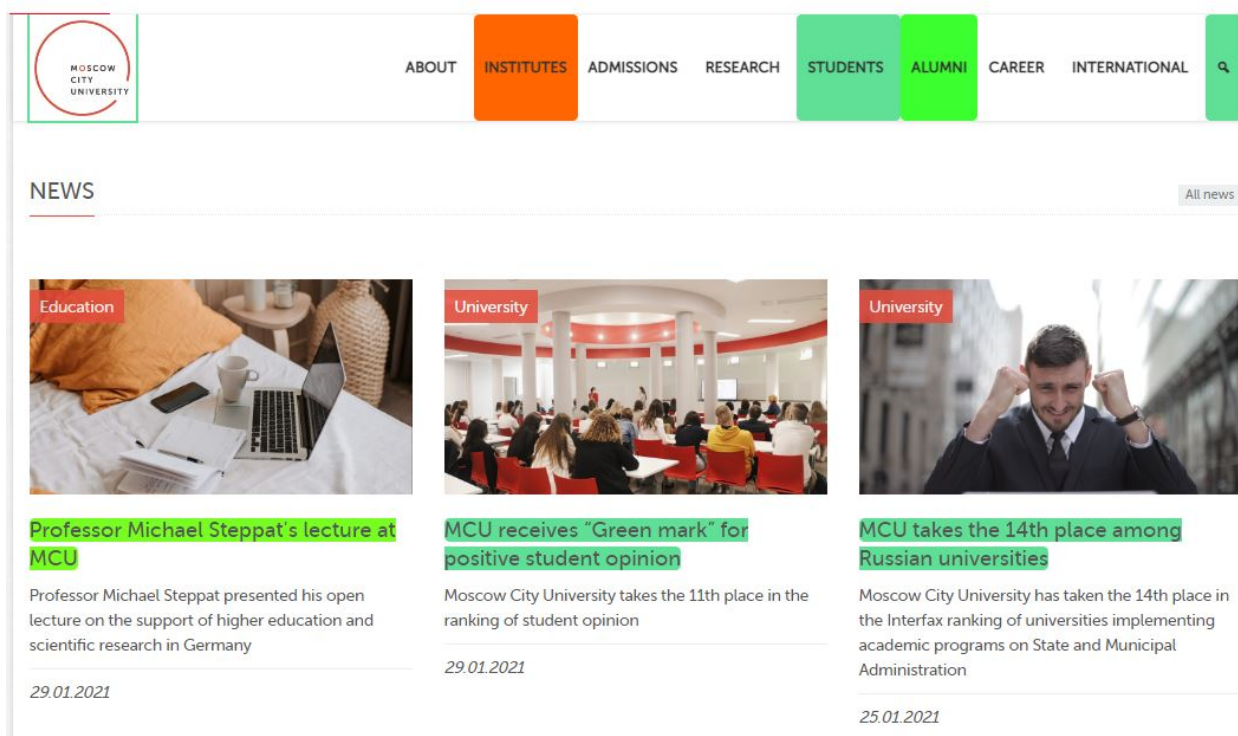 MOSCOW
CITY
UNIVERSITY
ABOUT INSTITUTES ADMISSIONS RESEARCH STUDENTS ALUMNI CAREER INTERNATIONAL
NEWS
All news
Education
University
University
Professor Michael Steppat's lecture at
MCU
Professor Michael Steppat presented his open
lecture on the support of higher education and
scientific research in Germany
29.01.2021
MCU receives “Green mark” for
positive student opinion
Moscow City University takes the 11th place in the
ranking of student opinion
29.01.2021
MCU takes the 14th place among
Russian universities
Moscow City University has taken the 14th place in
the Interfax ranking of universities implementing
academic programs on State and Municipal
Administration
25.01.2021